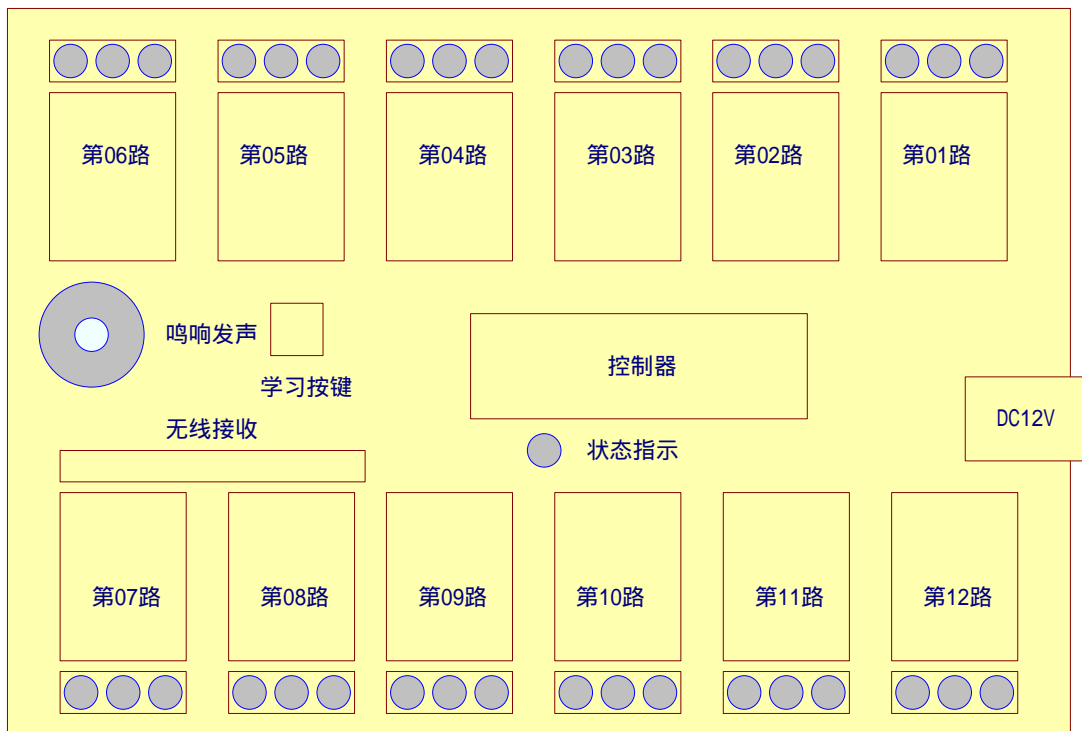 第06路
第05路
第04路
第03路
第02路
第01路
鸣响发声
学习按键
控制器
无线接收
状态指示
DC12V
第07路
第08路
第09路
第10路
第11路
第12路